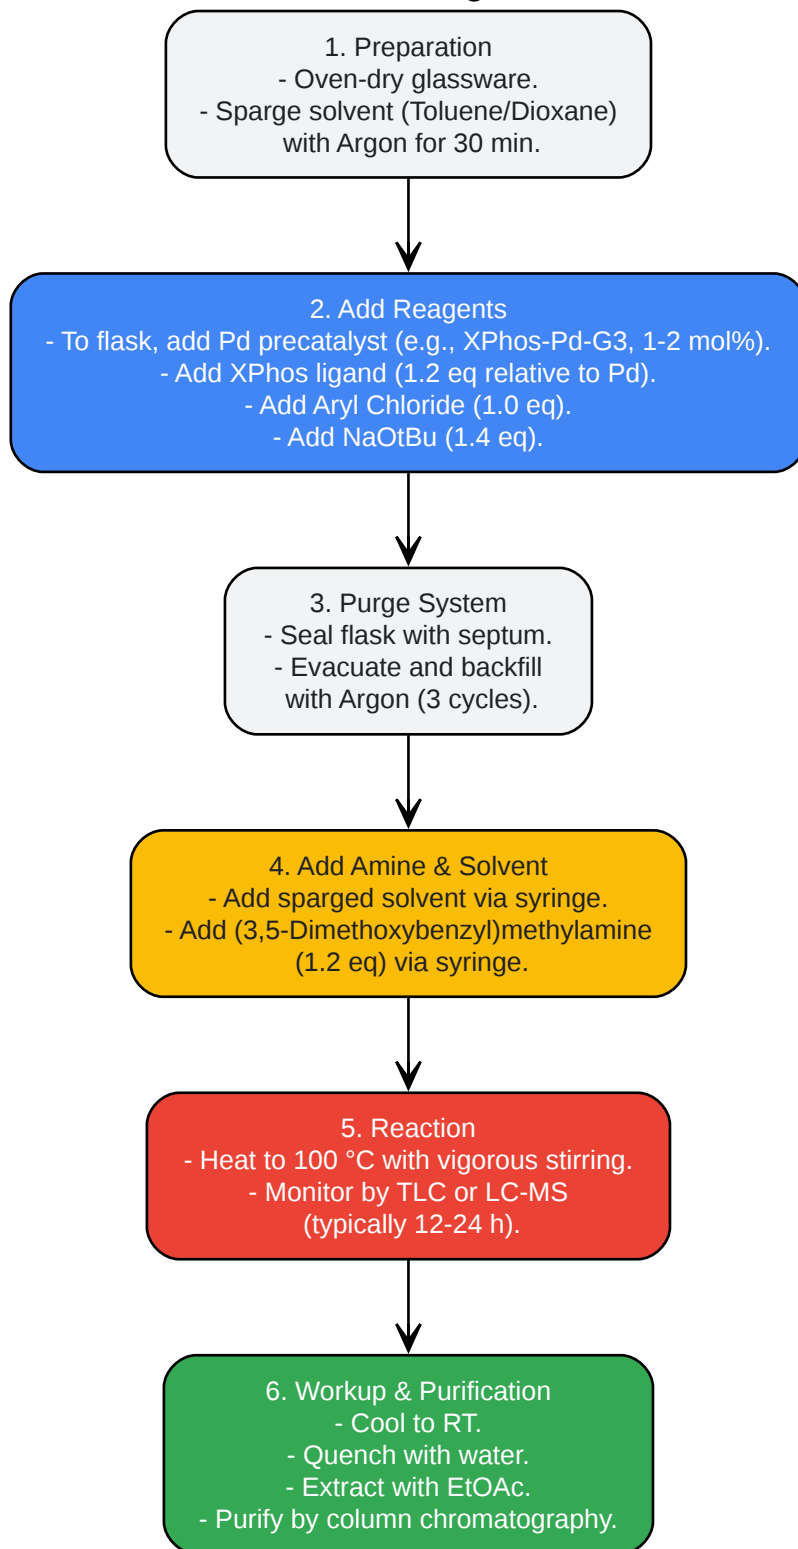 1. Preparation
- Oven-dry glassware.
- Sparge solvent (Toluene/Dioxane)
with Argon for 30 min.
2. Add Reagents
- To flask, add Pd precatalyst (e.g., XPhos-Pd-G3, 1-2 mol%).
- Add XPhos ligand (1.2 eq relative to Pd).
- Add Aryl Chloride (1.0 eq).
- Add NaOtBu (1.4 eq).
3. Purge System
- Seal flask with septum.
- Evacuate and backfill
with Argon (3 cycles).
4. Add Amine & Solvent
- Add sparged solvent via syringe.
- Add (3,5-Dimethoxybenzyl)methylamine
(1.2 eq) via syringe.
5. Reaction
- Heat to 100 °C with vigorous stirring.
- Monitor by TLC or LC-MS
(typically 12-24 h).
6. Workup & Purification
- Cool to RT.
- Quench with water.
- Extract with EtOAc.
- Purify by column chromatography.